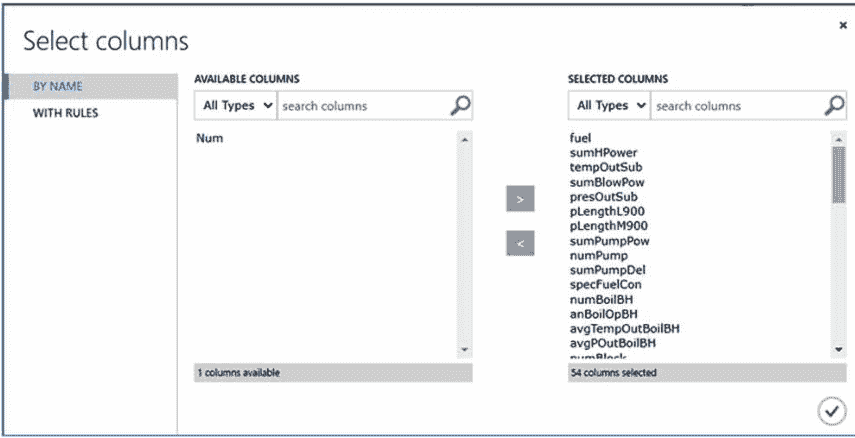 Select columns
BY NAME
WITH RULES
AVAILABLE COLUMNS
All Types
search columns
Num
1 columns available
>
<
SELECTED COLUMNS
All Types
search columns
fuel
sumHPower
tempOutSub
sumBlowPow
presOutSub
pLengthL900
pLengthM900
sumPumpPow
numPump
sumPumpDel
specFuelCon
numBoilBH
anBoilOpBH
avgTempOutBoilBH
avgPOutBoilBH
numBlock
54 columns selected